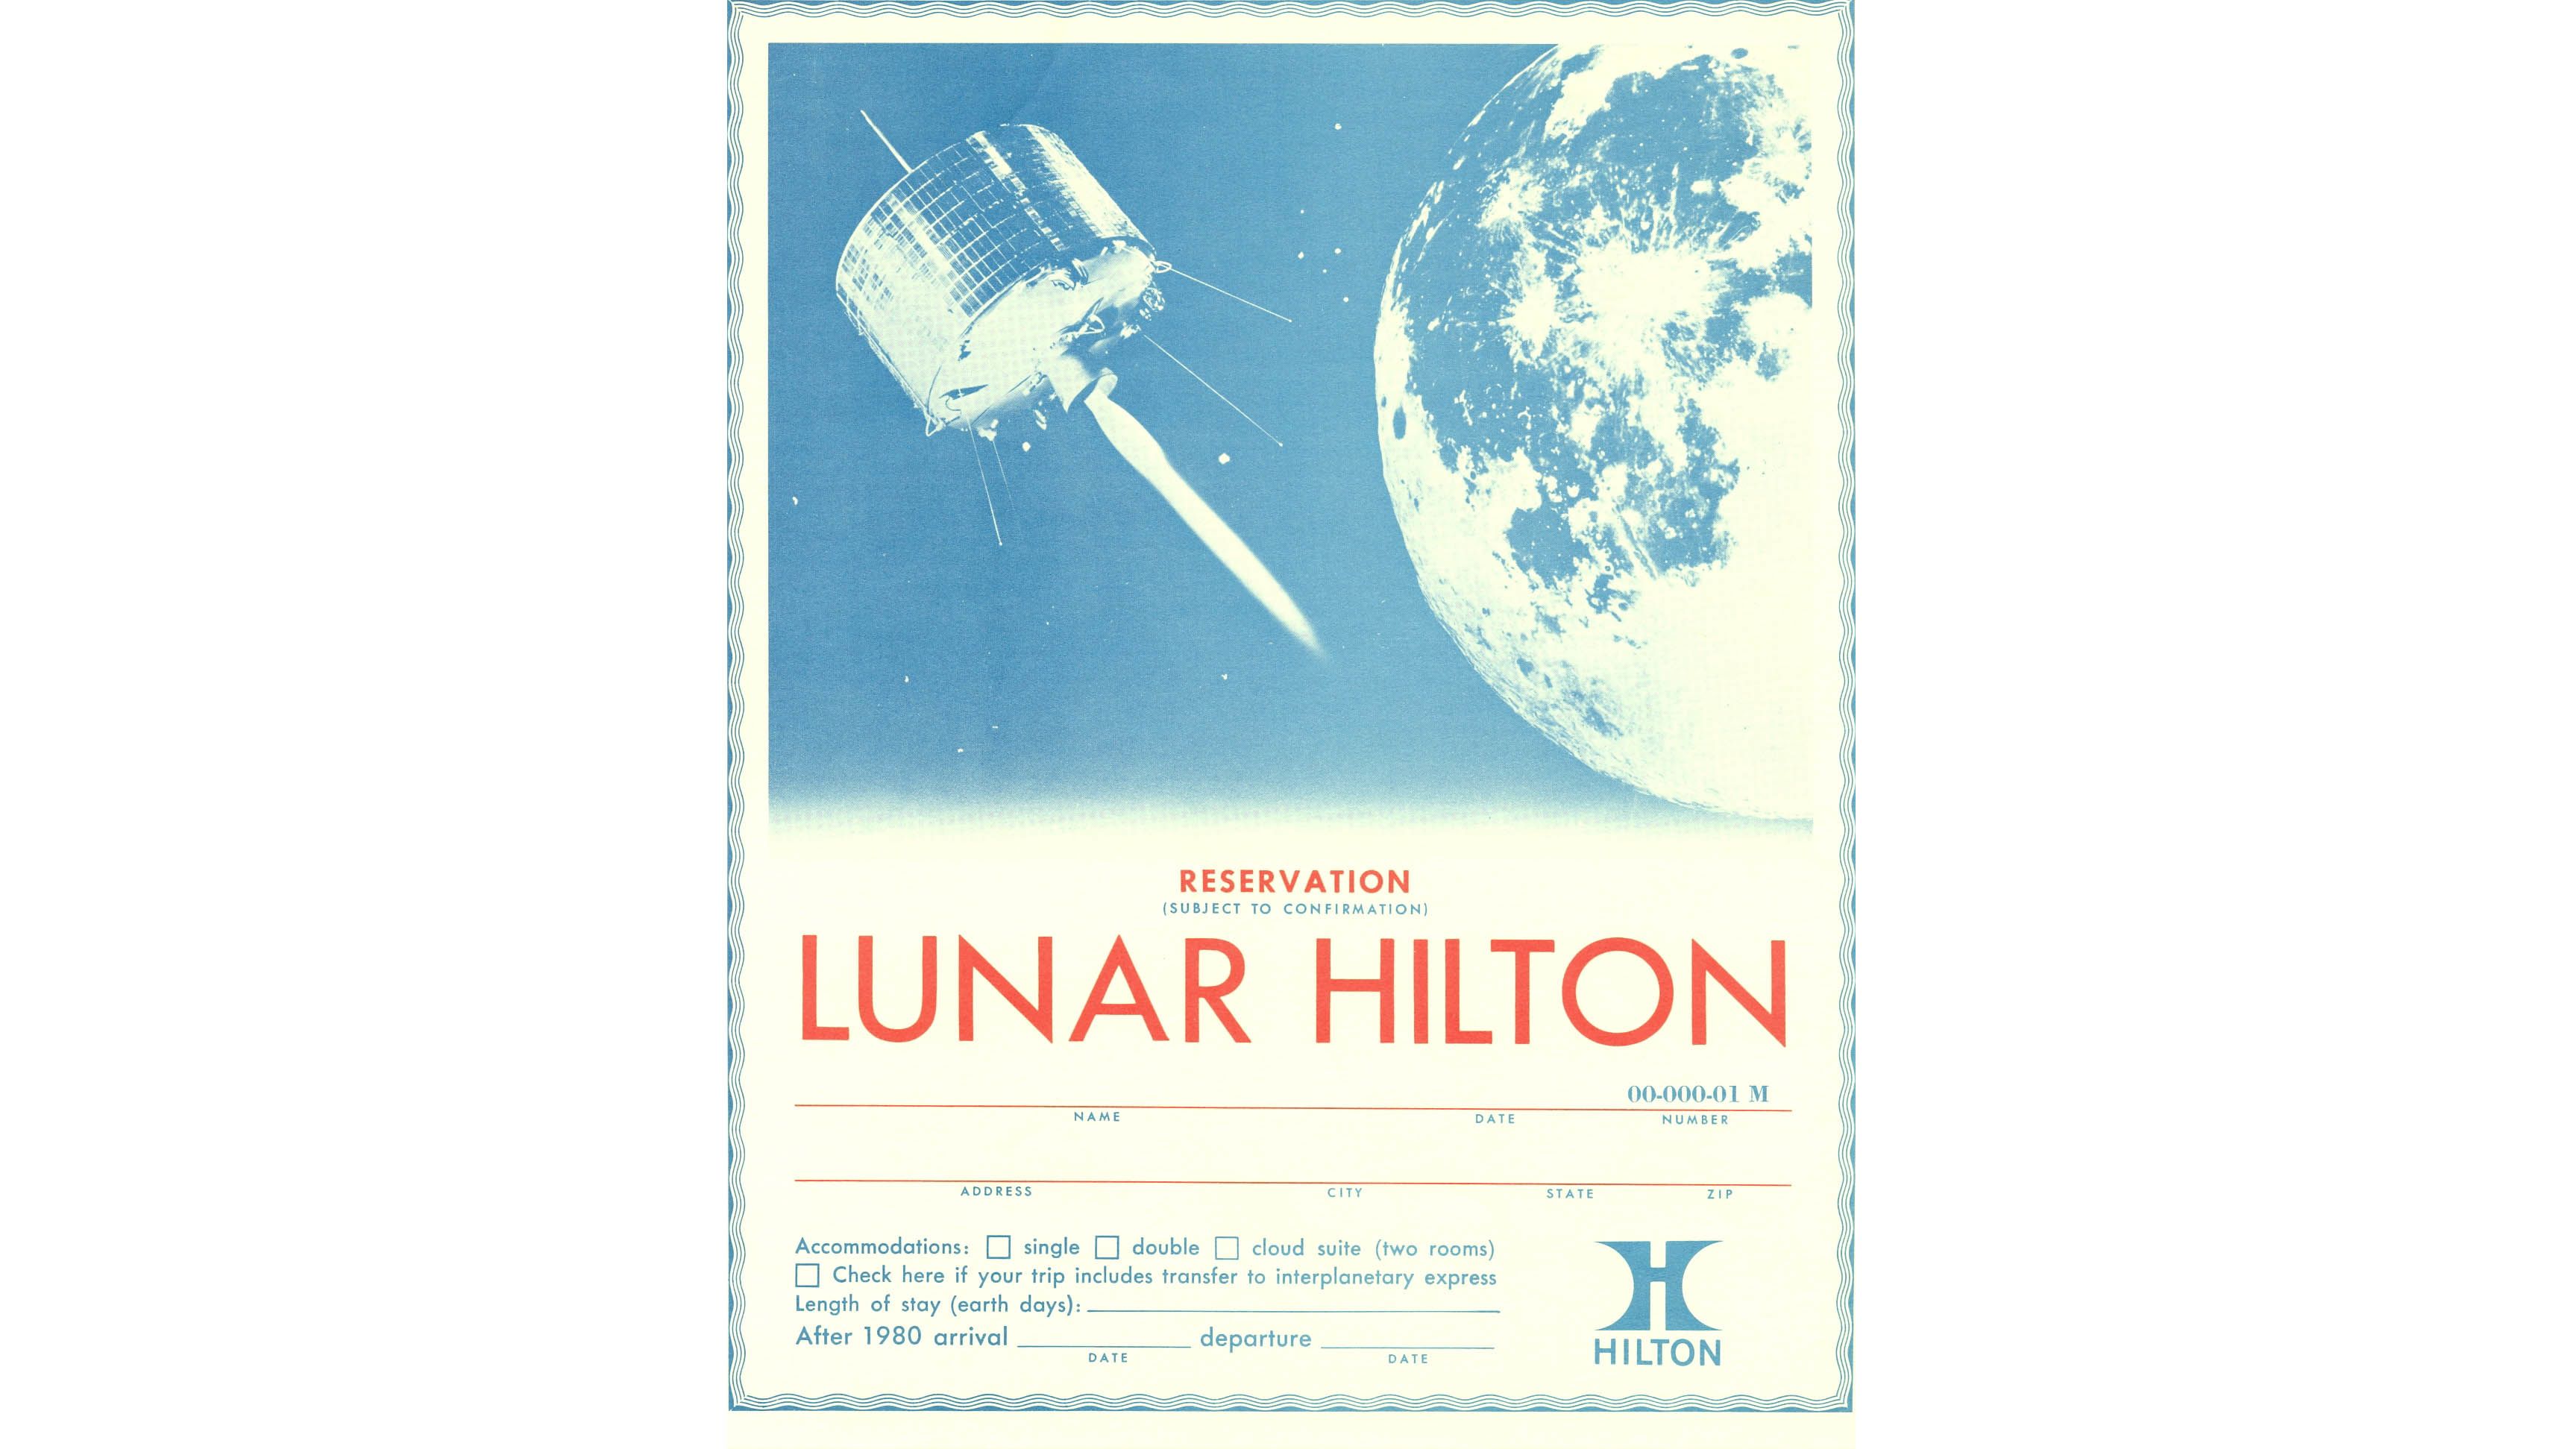 RESERVATION
(SUBJECT TO CONFIRMATION)
LUNAR HILTON
00-000-01 M
NAME DATE NUMBER
ADDRESS CITY STATE ZIP
Accommodations: single double cloud suite (two rooms)
Check here if your trip includes transfer to interplanetary express
Length of stay (earth days):
After 1980 arrival departure
DATE DATE
HILTON